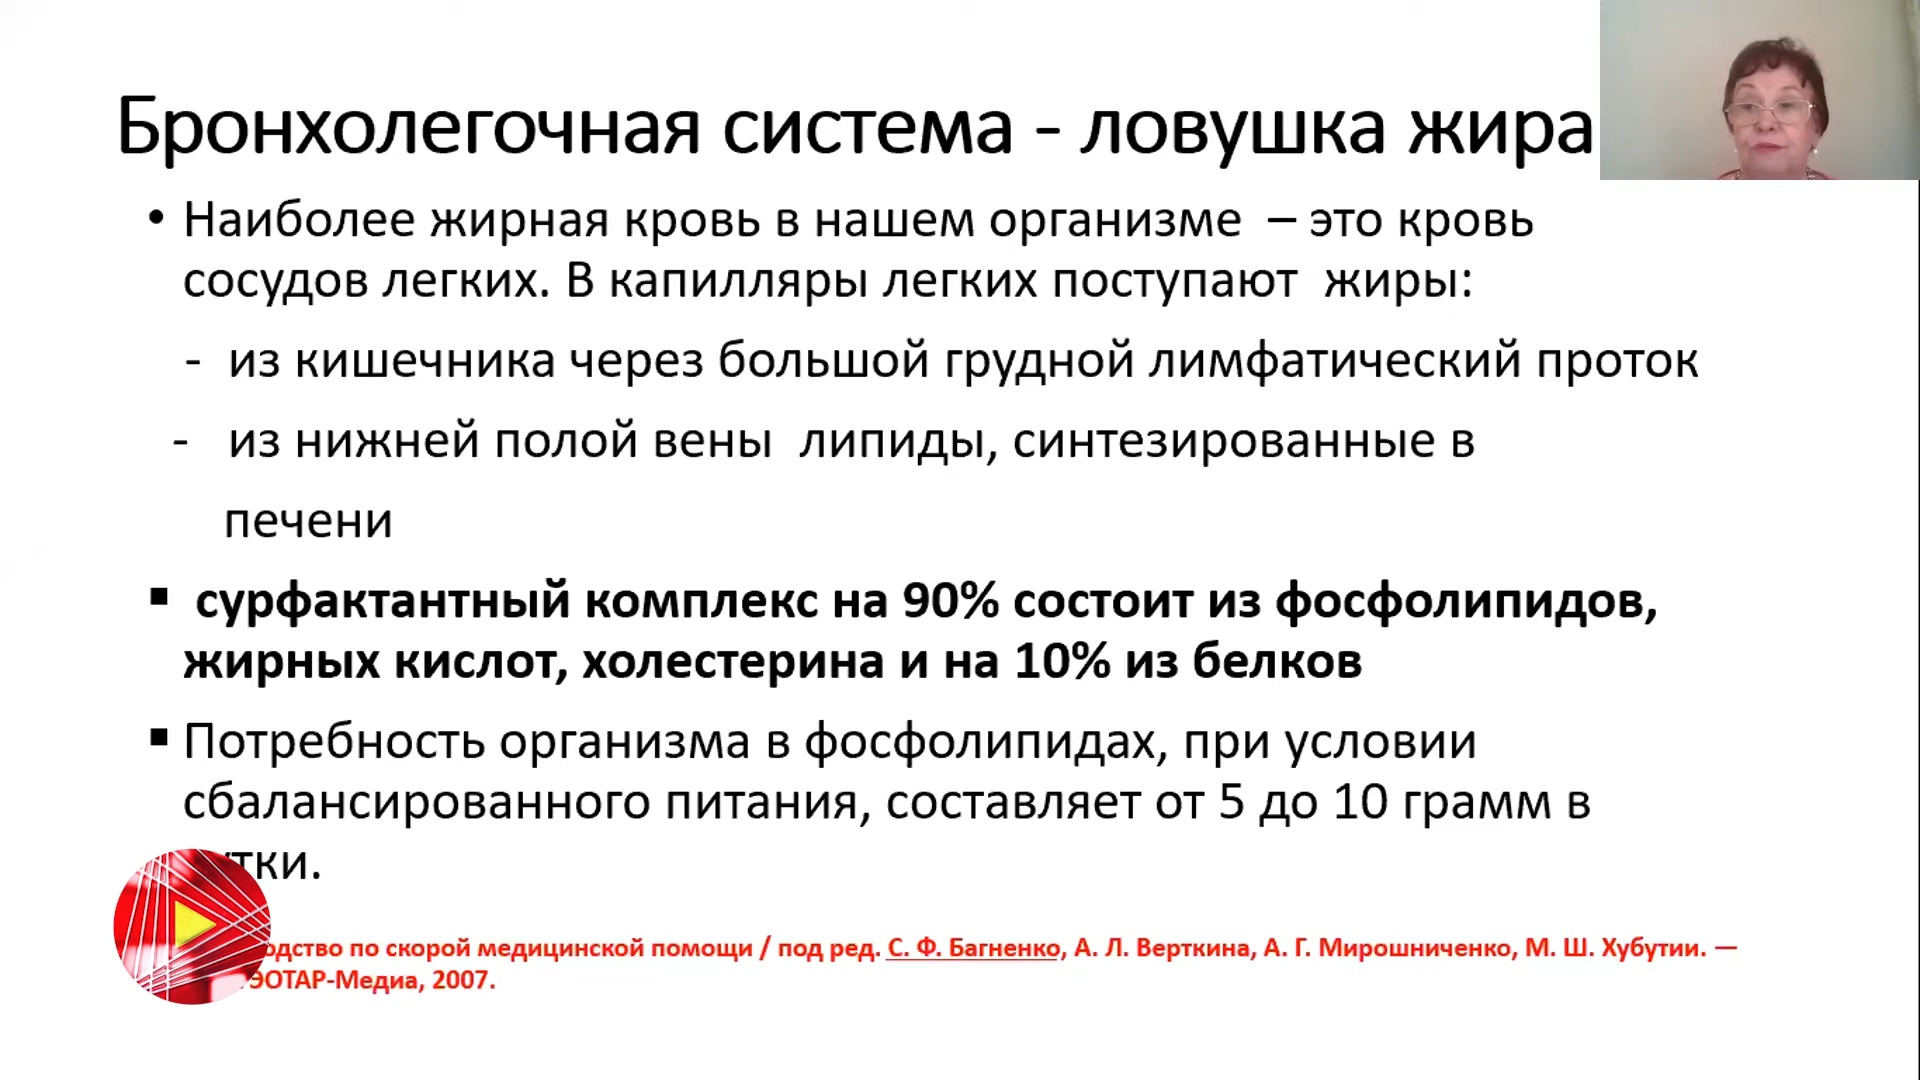 Бронхолегочная система - ловушка жира
• Наиболее жирная кровь в нашем организме – это кровь
сосудов легких. В капилляры легких поступают жиры:
- из кишечника через большой грудной лимфатический проток
- из нижней полой вены липиды, синтезированные в
печени
▪ сурфактантный комплекс на 90% состоит из фосфолипидов,
жирных кислот, холестерина и на 10% из белков
▪ Потребность организма в фосфолипидах, при условии
сбалансированного питания, составляет от 5 до 10 грамм в
по скорой медицинской помощи / под ред. С. Ф. Багненко, А. Л. Верткина, А. Г. Мирошниченко, М. Ш. Хубутии. —
ГЭОТАР-Медиа, 2007.